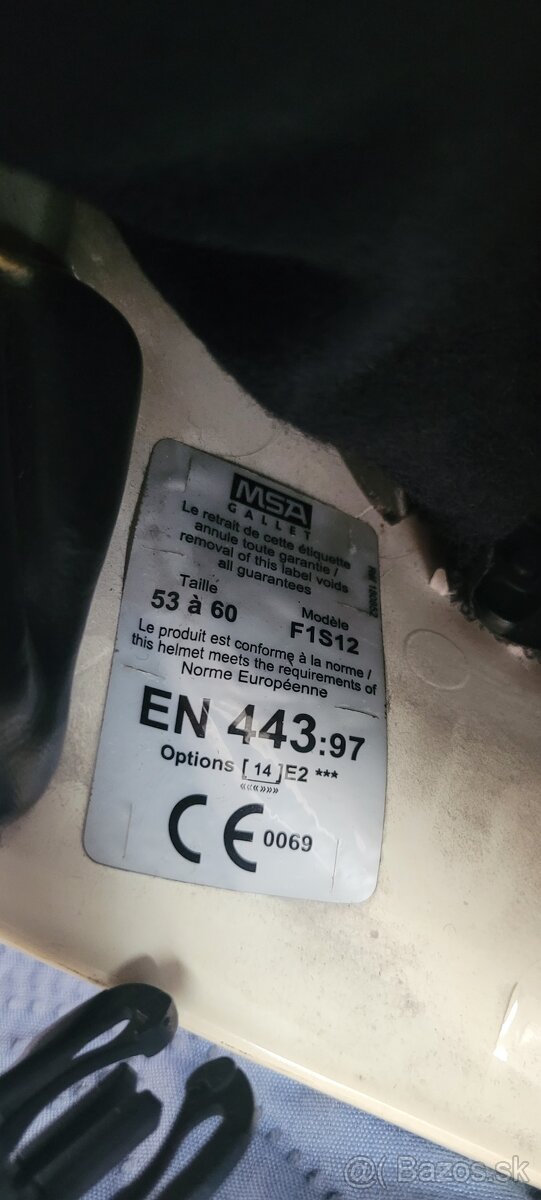 MSA
GALLET
Le retrait de cette étiquette
annule toute garantie /
removal of this label voids
all guarantees
Taille
53 à 60
Modèle
F1S12
Le produit est conforme à la norme /
this helmet meets the requirements of
Norme Européenne
EN 443:97
Options [14]E2 ***
«««»»»
CE 0069
Bazos.sk